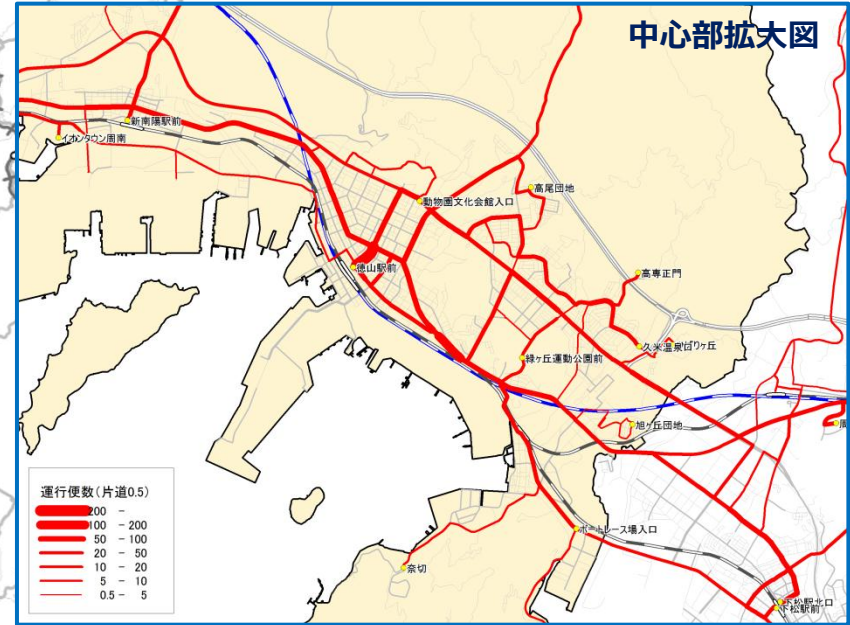 中心部拡大図
新南陽駅前
イオンタウン周南
動物園文化会館入口
高尾団地
徳山駅前
高専正門
久米温泉口
緑ヶ丘運動公園前
旭ヶ丘団地
周
ボートレース場入口
奈切
下松駅北口
下松駅前
運行便数(片道0.5)
200 -
100 - 200
50 - 100
20 - 50
10 - 20
5 - 10
0.5 - 5